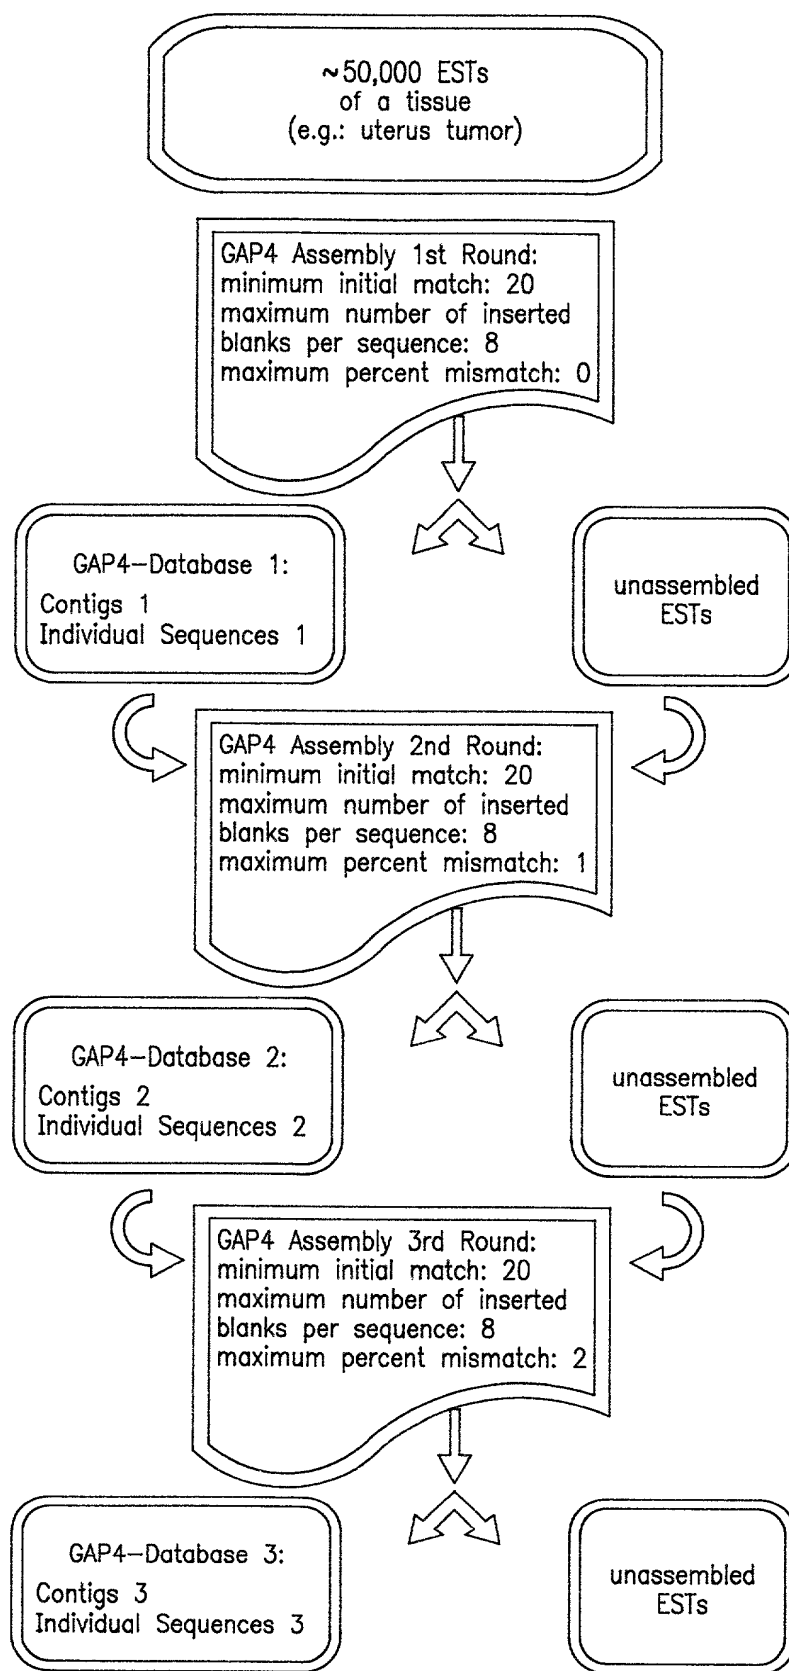 ~50,000 ESTs
of a tissue
(e.g.: uterus tumor)
GAP4 Assembly 1st Round:
minimum initial match: 20
maximum number of inserted
blanks per sequence: 8
maximum percent mismatch: 0
GAP4-Database 1:
Contigs 1
Individual Sequences 1
unassembled
ESTs
GAP4 Assembly 2nd Round:
minimum initial match: 20
maximum number of inserted
blanks per sequence: 8
maximum percent mismatch: 1
GAP4-Database 2:
Contigs 2
Individual Sequences 2
unassembled
ESTs
GAP4 Assembly 3rd Round:
minimum initial match: 20
maximum number of inserted
blanks per sequence: 8
maximum percent mismatch: 2
GAP4-Database 3:
Contigs 3
Individual Sequences 3
unassembled
ESTs